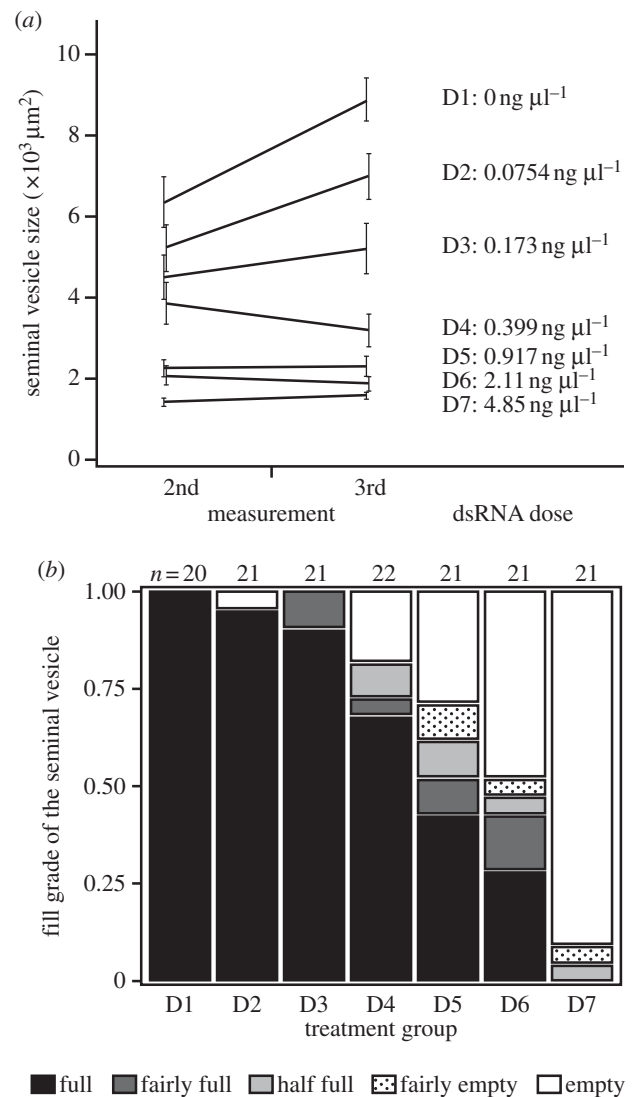 (a)
10
8
6
4
2
0
seminal vesicle size (×10³ μm²)
D1: 0 ng μl⁻¹
D2: 0.0754 ng μl⁻¹
D3: 0.173 ng μl⁻¹
D4: 0.399 ng μl⁻¹
D5: 0.917 ng μl⁻¹
D6: 2.11 ng μl⁻¹
D7: 4.85 ng μl⁻¹
2nd 3rd
measurement dsRNA dose
(b)
n = 20 21 21 22 21 21 21
1.00
0.75
0.50
0.25
0
fill grade of the seminal vesicle
D1 D2 D3 D4 D5 D6 D7
treatment group
full fairly full half full fairly empty empty